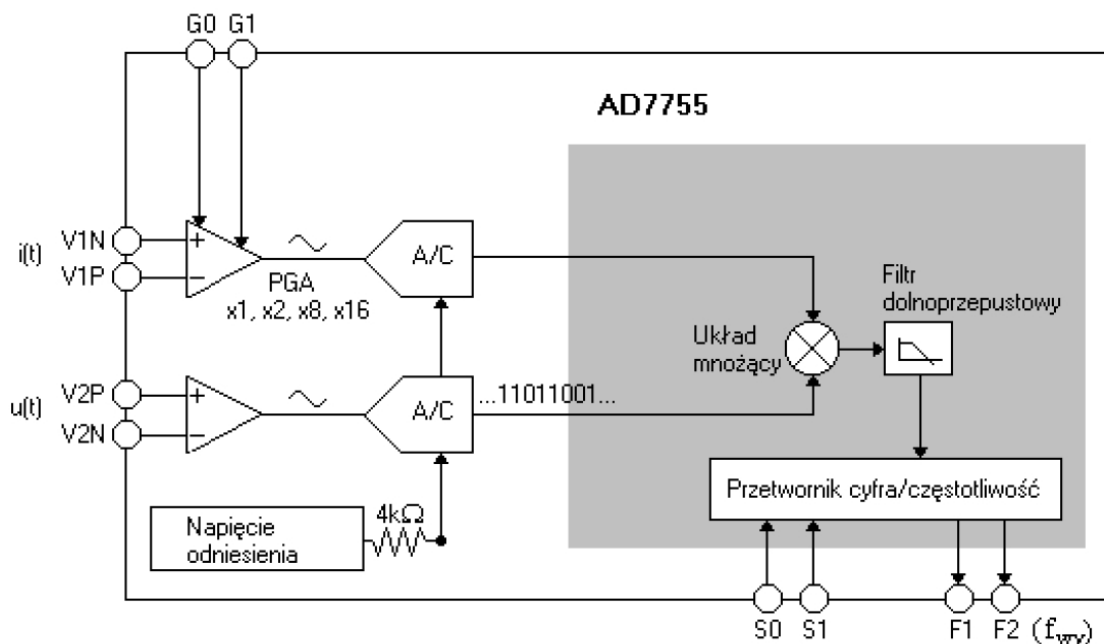 G0 G1
AD7755
i(t)
V1N
V1P
+
−
PGA
x1, x2, x8, x16
A/C
Filtr
dolnoprzepustowy
Układ
mnożący
u(t)
V2P
V2N
+
−
A/C
...11011001...
Przetwornik cyfra/częstotliwość
Napięcie
odniesienia
4kΩ
S0 S1 F1 F2 (fwy)